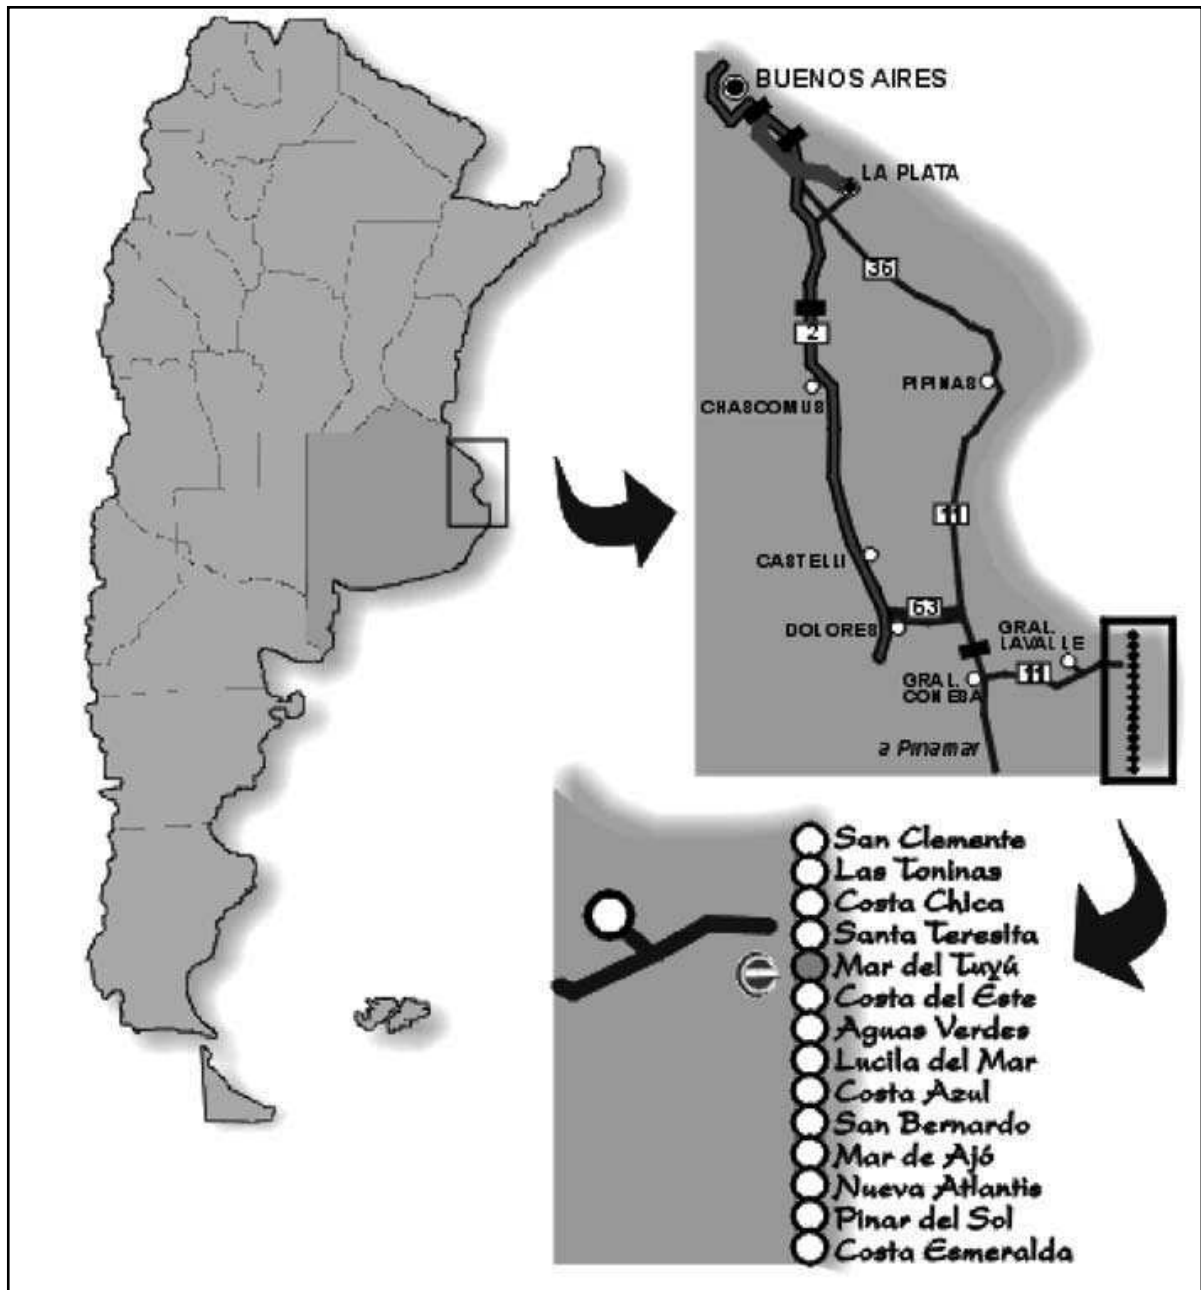 BUENOS AIRES
LA PLATA
36
2
PIPINAS
CHASCOMUS
11
CASTELLI
63
DOLORES
GRAL.
LAVALLE
11
GRAL.
CONESA
a Pinamar
San Clemente
Las Toninas
Costa Chica
Santa Teresita
Mar del Tuyú
Costa del Éste
Aguas Verdes
Lucila del Mar
Costa Azul
San Bernardo
Mar de Ajó
Nueva Atlantis
Pinar del Sol
Costa Esmeralda